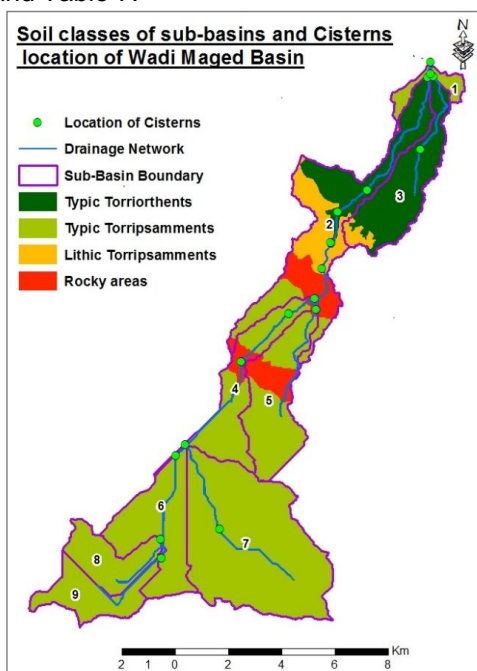 Soil classes of sub-basins and Cisterns
location of Wadi Maged Basin
N
Location of Cisterns
Drainage Network
Sub-Basin Boundary
Typic Torriorthents
Typic Torripsamments
Lithic Torripsamments
Rocky areas
1
3
2
4
5
6
7
8
9
Km
2 1 0 2 4 6 8